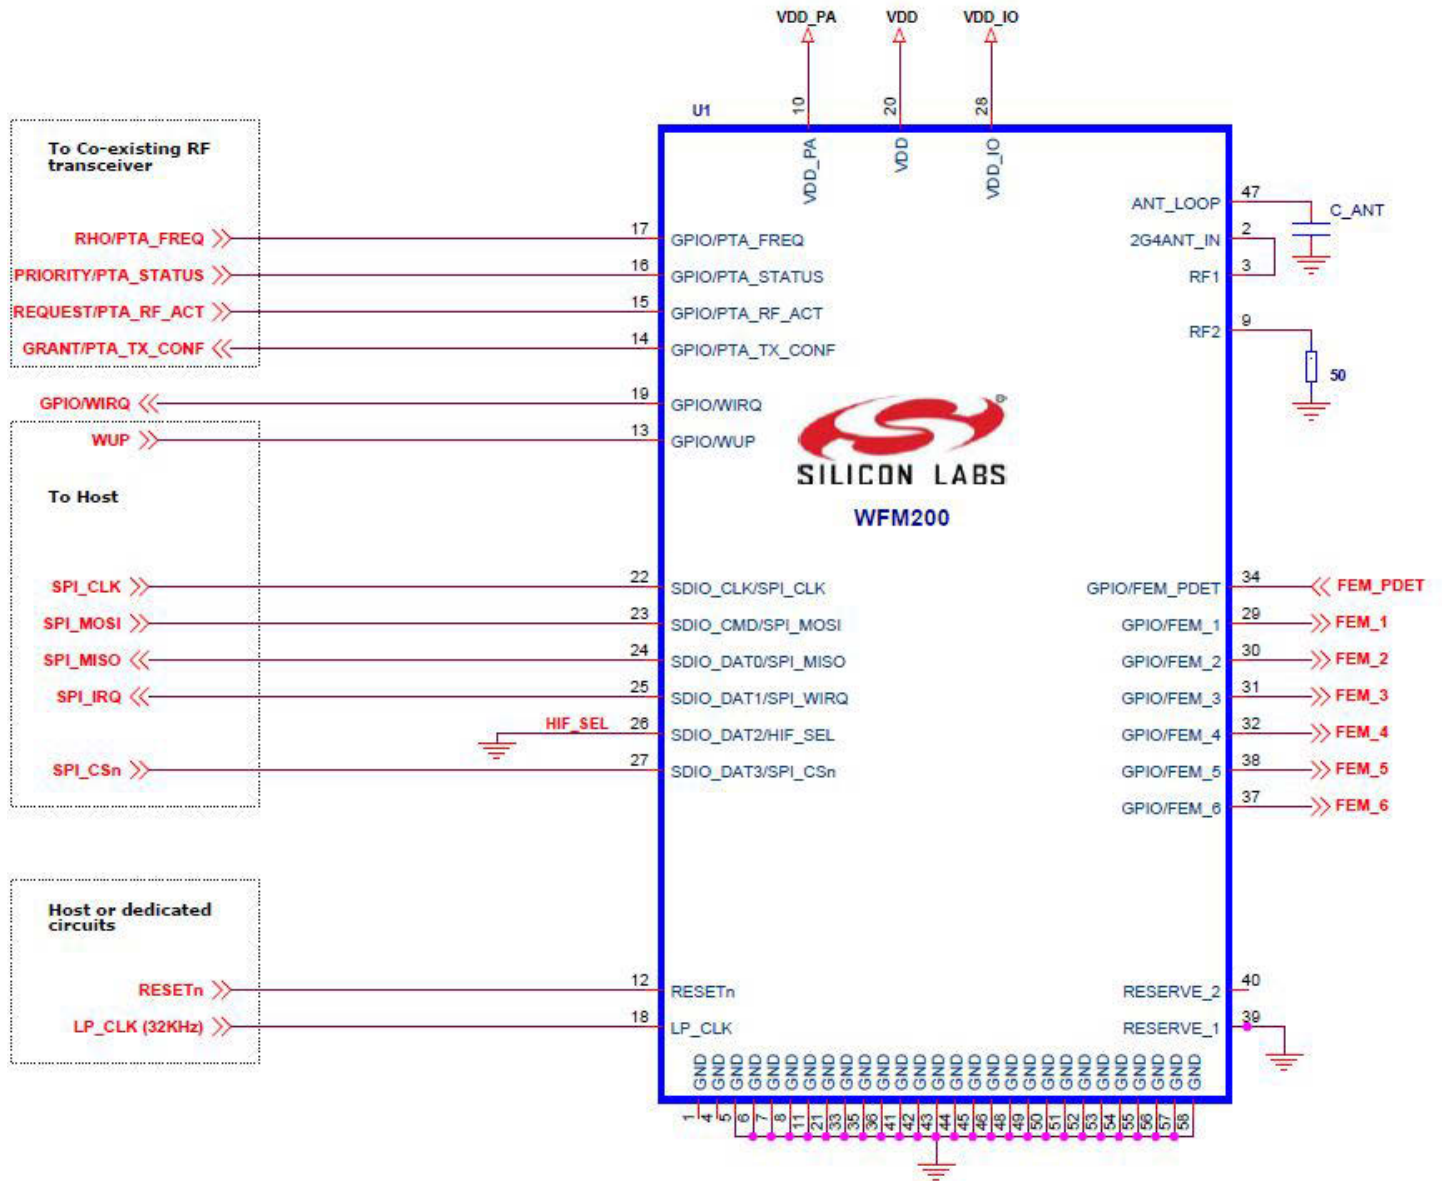 VDD_PA VDD VDD_IO
10 20 28
U1
VDD_PA VDD VDD_IO
To Co-existing RF
transceiver
RHO/PTA_FREQ 17 GPIO/PTA_FREQ
PRIORITY/PTA_STATUS 16 GPIO/PTA_STATUS
REQUEST/PTA_RF_ACT 15 GPIO/PTA_RF_ACT
GRANT/PTA_TX_CONF 14 GPIO/PTA_TX_CONF
GPIO/WIRQ 19 GPIO/WIRQ
WUP 13 GPIO/WUP
To Host
SPI_CLK 22 SDIO_CLK/SPI_CLK
SPI_MOSI 23 SDIO_CMD/SPI_MOSI
SPI_MISO 24 SDIO_DAT0/SPI_MISO
SPI_IRQ 25 SDIO_DAT1/SPI_WIRQ
HIF_SEL 26 SDIO_DAT2/HIF_SEL
SPI_CSn 27 SDIO_DAT3/SPI_CSn
Host or dedicated
circuits
RESETn 12 RESETn
LP_CLK (32KHz) 18 LP_CLK
®
SILICON LABS
WFM200
ANT_LOOP 47 C_ANT
2G4ANT_IN 2
RF1 3
RF2 9
50
GPIO/FEM_PDET 34 FEM_PDET
GPIO/FEM_1 29 FEM_1
GPIO/FEM_2 30 FEM_2
GPIO/FEM_3 31 FEM_3
GPIO/FEM_4 32 FEM_4
GPIO/FEM_5 38 FEM_5
GPIO/FEM_6 37 FEM_6
RESERVE_2 40
RESERVE_1 39
GND GND GND GND GND GND GND GND GND GND GND GND GND GND GND GND GND GND GND GND GND GND GND GND GND GND GND GND
1 4 5 6 7 8 11 21 33 35 36 41 42 43 44 45 46 48 49 50 51 52 53 54 55 56 57 58